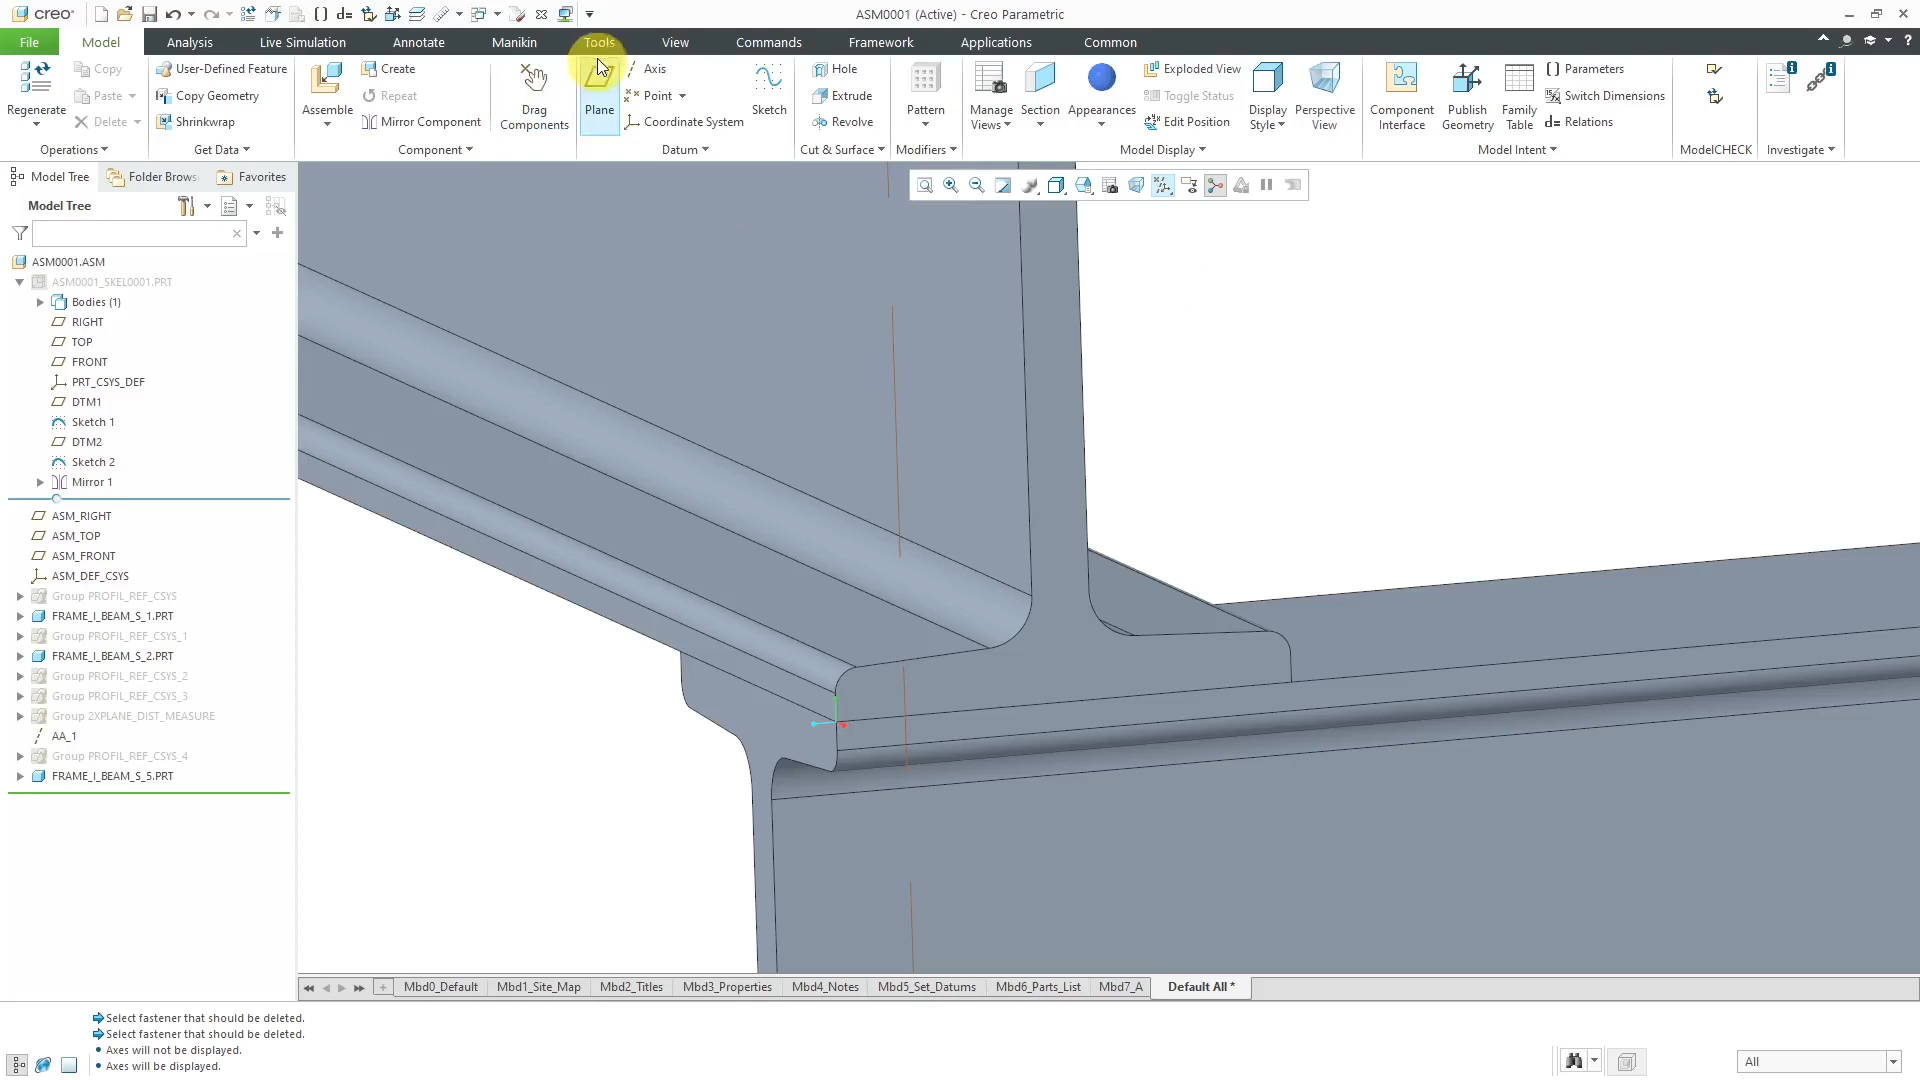 creo
ASM0001 (Active) - Creo Parametric
File
Model
Analysis
Live Simulation
Annotate
Manikin
Tools
View
Commands
Framework
Applications
Common
Regenerate
Copy
Paste
Delete
Operations
User-Defined Feature
Copy Geometry
Shrinkwrap
Get Data
Assemble
Create
Repeat
Mirror Component
Drag
Components
Component
Plane
Axis
Point
Coordinate System
Sketch
Datum
Hole
Extrude
Revolve
Cut & Surface
Pattern
Modifiers
Manage
Views
Section
Appearances
Exploded View
Toggle Status
Edit Position
Display
Style
Perspective
View
Model Display
Component
Interface
Publish
Geometry
Family
Table
Parameters
Switch Dimensions
Relations
Model Intent
ModelCHECK
Investigate
Model Tree
Folder Brows
Favorites
Model Tree
ASM0001.ASM
ASM0001_SKEL0001.PRT
Bodies (1)
RIGHT
TOP
FRONT
PRT_CSYS_DEF
DTM1
Sketch 1
DTM2
Sketch 2
Mirror 1
ASM_RIGHT
ASM_TOP
ASM_FRONT
ASM_DEF_CSYS
Group PROFIL_REF_CSYS
FRAME_I_BEAM_S_1.PRT
Group PROFIL_REF_CSYS_1
FRAME_I_BEAM_S_2.PRT
Group PROFIL_REF_CSYS_2
Group PROFIL_REF_CSYS_3
Group 2XPLANE_DIST_MEASURE
AA_1
Group PROFIL_REF_CSYS_4
FRAME_I_BEAM_S_5.PRT
Mbd0_Default
Mbd1_Site_Map
Mbd2_Titles
Mbd3_Properties
Mbd4_Notes
Mbd5_Set_Datums
Mbd6_Parts_List
Mbd7_A
Default All *
Select fastener that should be deleted.
Select fastener that should be deleted.
• Axes will not be displayed.
• Axes will be displayed.
All